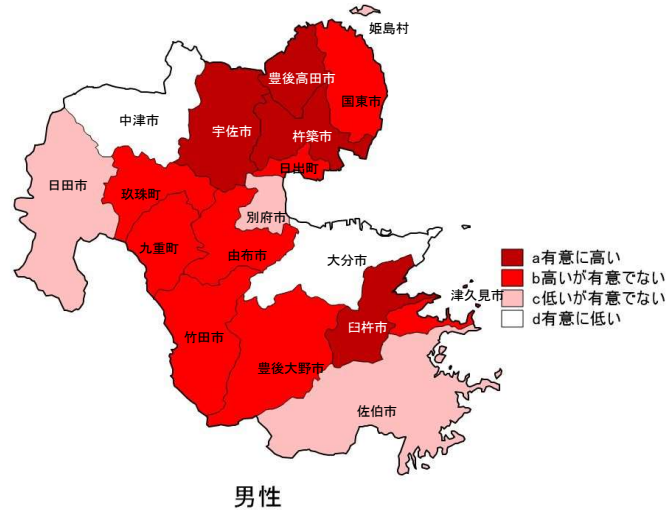 姫島村
豊後高田市
国東市
中津市
宇佐市
杵築市
日出町
日田市
玖珠町
別府市
九重町
由布市
大分市
a有意に高い
b高いが有意でない
c低いが有意でない
d有意に低い
津久見市
臼杵市
竹田市
豊後大野市
佐伯市
男性